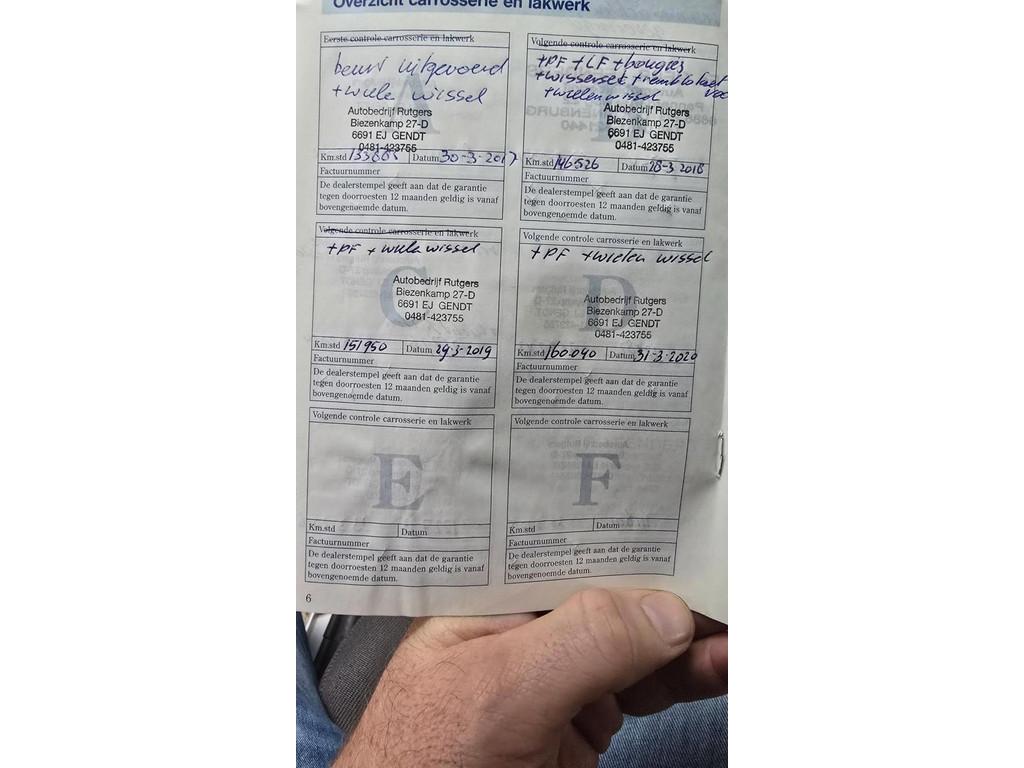 Overzicht carrosserie en lakwerk
Eerste controle carrosserie en lakwerk
beurt uitgevoerd
+ wiele wissel
Autobedrijf Rutgers
Biezenkamp 27-D
6691 EJ GENDT
0481-423755
Km.std Datum 30-3-2017
Factuurnummer
De dealerstempel geeft aan dat de garantie
tegen doorroesten 12 maanden geldig is vanaf
bovengenoemde datum.
Volgende controle carrosserie en lakwerk
+PF + LF + bougies
+ wisserset + remblokset
+ wielen wissel
Autobedrijf Rutgers
Biezenkamp 27-D
6691 EJ GENDT
0481-423755
Km.std 146526 Datum 28-3-2018
Factuurnummer
De dealerstempel geeft aan dat de garantie
tegen doorroesten 12 maanden geldig is vanaf
bovengenoemde datum.
Volgende controle carrosserie en lakwerk
+PF + wiele wissel
C
Autobedrijf Rutgers
Biezenkamp 27-D
6691 EJ GENDT
0481-423755
Km.std 151950 Datum 29-3-2019
Factuurnummer
De dealerstempel geeft aan dat de garantie
tegen doorroesten 12 maanden geldig is vanaf
bovengenoemde datum.
Volgende controle carrosserie en lakwerk
+PF + wielen wissel
D
Autobedrijf Rutgers
Biezenkamp 27-D
6691 EJ GENDT
0481-423755
Km.std 160.040 Datum 31-3-2020
Factuurnummer
De dealerstempel geeft aan dat de garantie
tegen doorroesten 12 maanden geldig is vanaf
bovengenoemde datum.
Volgende controle carrosserie en lakwerk
E
Km.std Datum
Factuurnummer
De dealerstempel geeft aan dat de garantie
tegen doorroesten 12 maanden geldig is vanaf
bovengenoemde datum.
Volgende controle carrosserie en lakwerk
F
Km.std Datum
Factuurnummer
De dealerstempel geeft aan dat de garantie
tegen doorroesten 12 maanden geldig is vanaf
bovengenoemde datum.
6